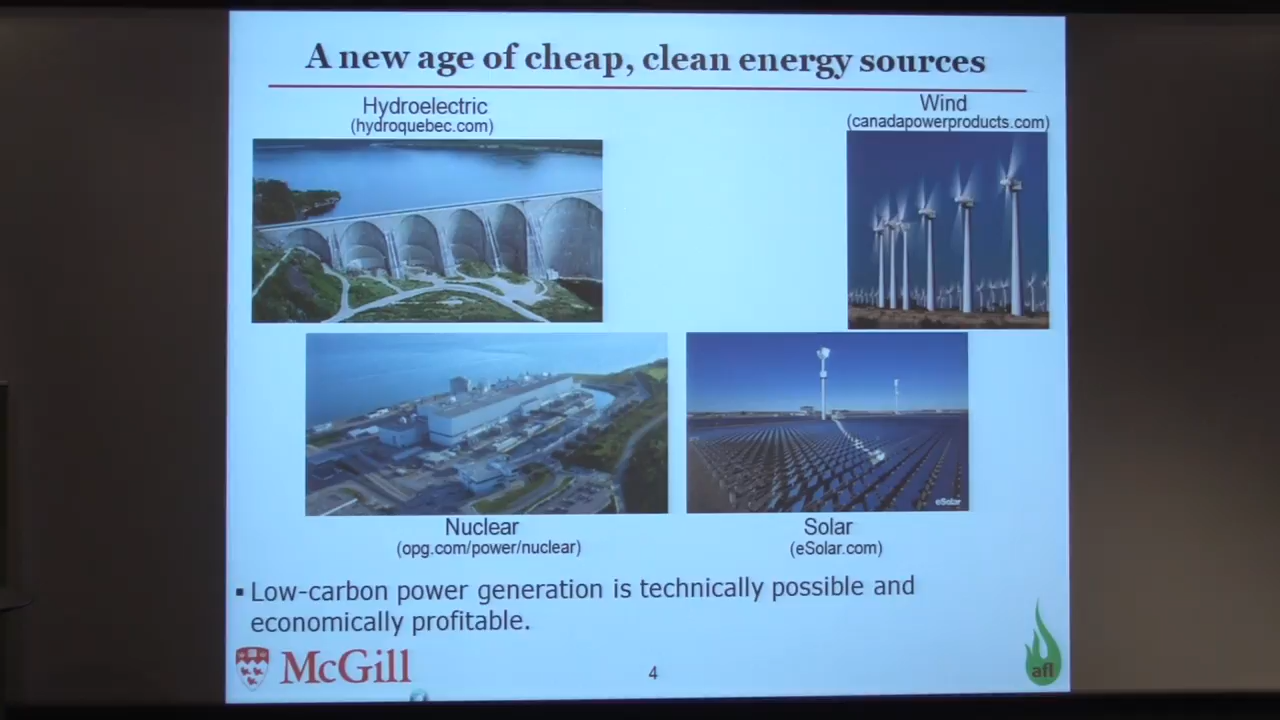 A new age of cheap, clean energy sources
Hydroelectric
(hydroquebec.com)
Wind
(canadapowerproducts.com)
eSolar
Nuclear
(opg.com/power/nuclear)
Solar
(eSolar.com)
▪ Low-carbon power generation is technically possible and
economically profitable.
McGill
4
afl